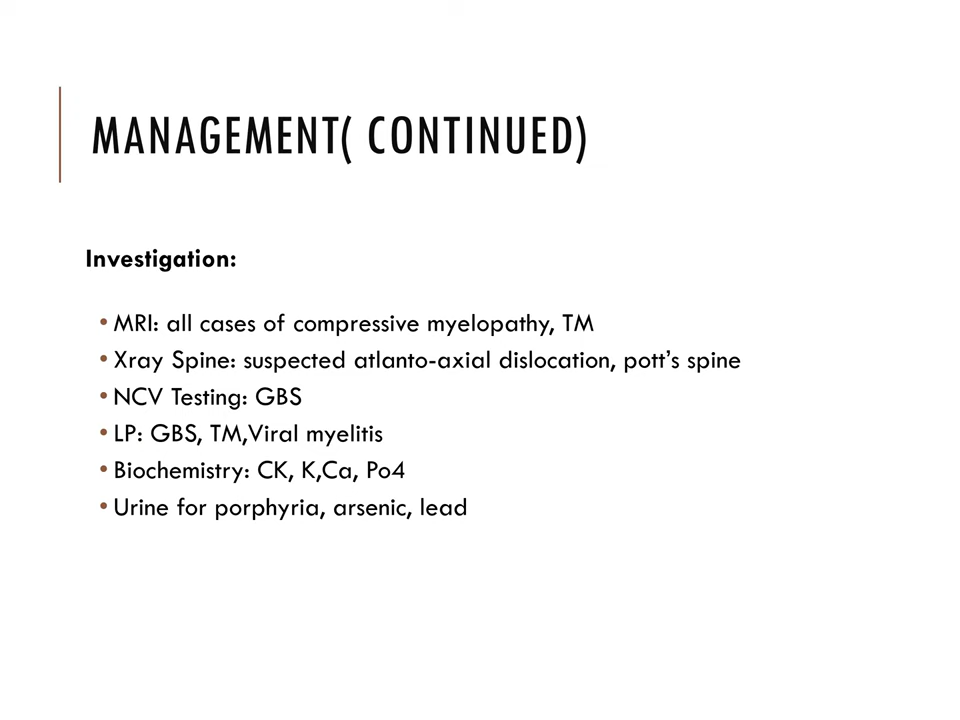 MANAGEMENT( CONTINUED)
Investigation:
• MRI: all cases of compressive myelopathy, TM
• Xray Spine: suspected atlanto-axial dislocation, pott's spine
• NCV Testing: GBS
• LP: GBS, TM,Viral myelitis
• Biochemistry: CK, K,Ca, Po4
• Urine for porphyria, arsenic, lead